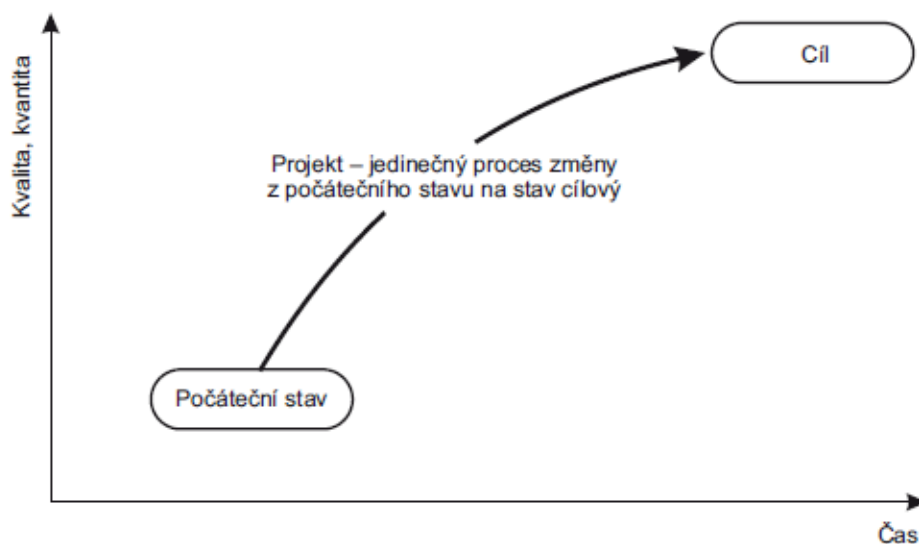 Kvalita, kvantita
Cíl
Projekt – jedinečný proces změny
z počátečního stavu na stav cílový
Počáteční stav
Čas